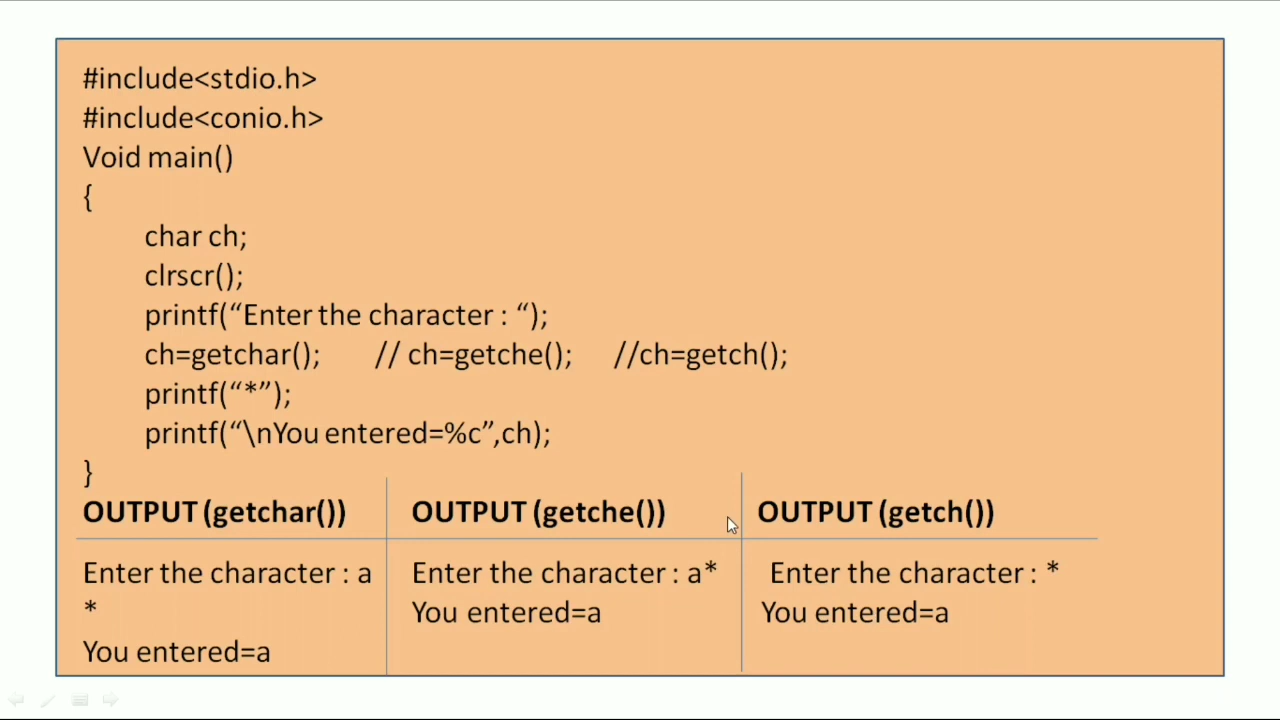 #include<stdio.h>
#include<conio.h>
Void main()
{
char ch;
clrscr();
printf(“Enter the character : “);
ch=getchar(); // ch=getche(); //ch=getch();
printf(“*”);
printf(“\nYou entered=%c”,ch);
}
OUTPUT (getchar()) OUTPUT (getche()) OUTPUT (getch())
Enter the character : a Enter the character : a* Enter the character : *
* You entered=a You entered=a
You entered=a